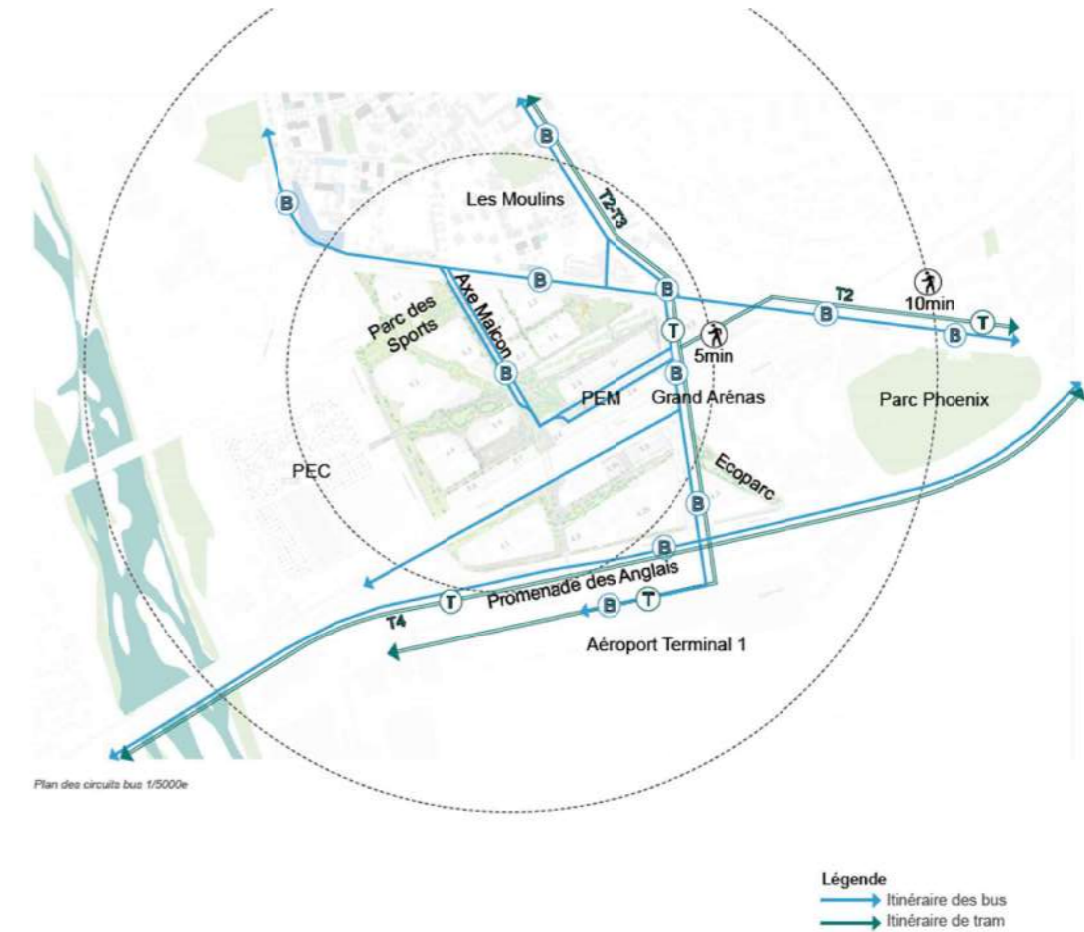 B
B
T2-T3
Les Moulins
B
B
Axe Maïcon
Parc des
Sports
T
5min
T2
10min
B
T
B
B
PEM
B
Grand Arénas
Parc Phoenix
PEC
Ecoparc
B
B
Promenade des Anglais
T
T4
B
T
Aéroport Terminal 1
Plan des circuits bus 1/5000e
Légende
Itinéraire des bus
Itinéraire de tram